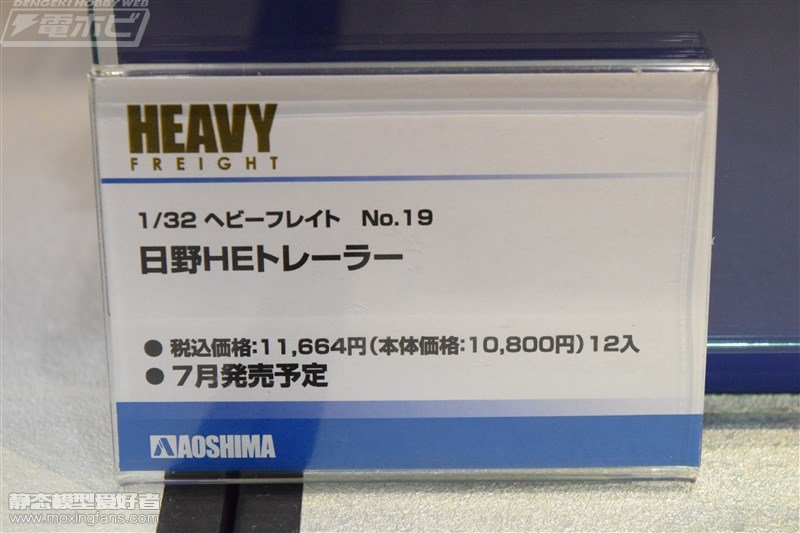 DENGEKI HOBBY WEB
電ホビ
HEAVY
FREIGHT
1/32 ヘビーフレイト No.19
日野HEトレーラー
● 税込価格:11,664円(本体価格:10,800円)12入
● 7月発売予定
AOSHIMA
静态模型爱好者
www.moxingfans.com